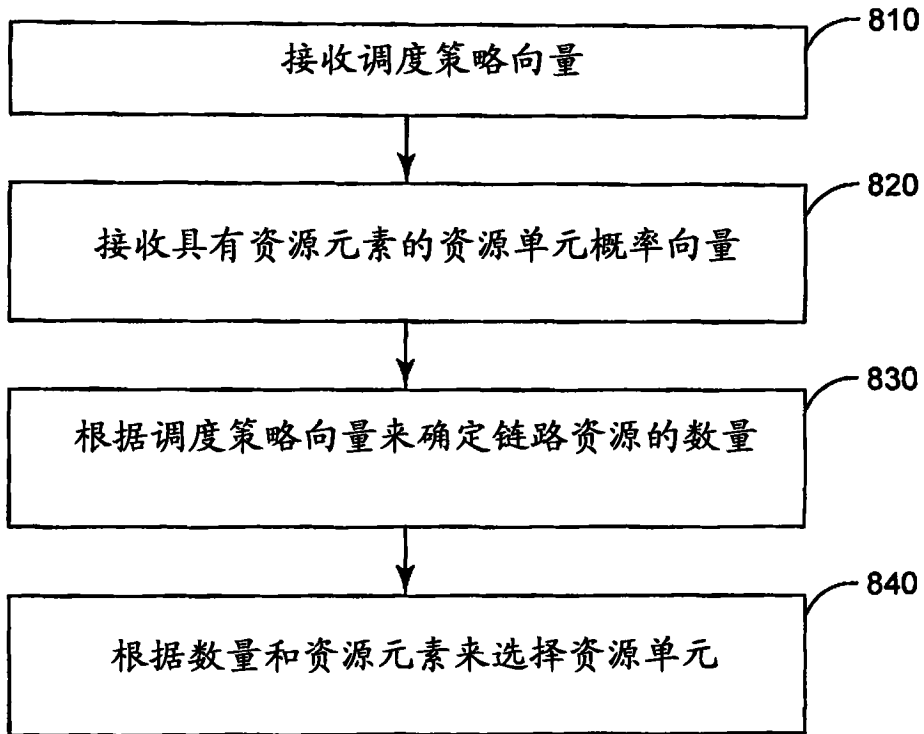 810
接收调度策略向量
820
接收具有资源元素的资源单元概率向量
830
根据调度策略向量来确定链路资源的数量
840
根据数量和资源元素来选择资源单元